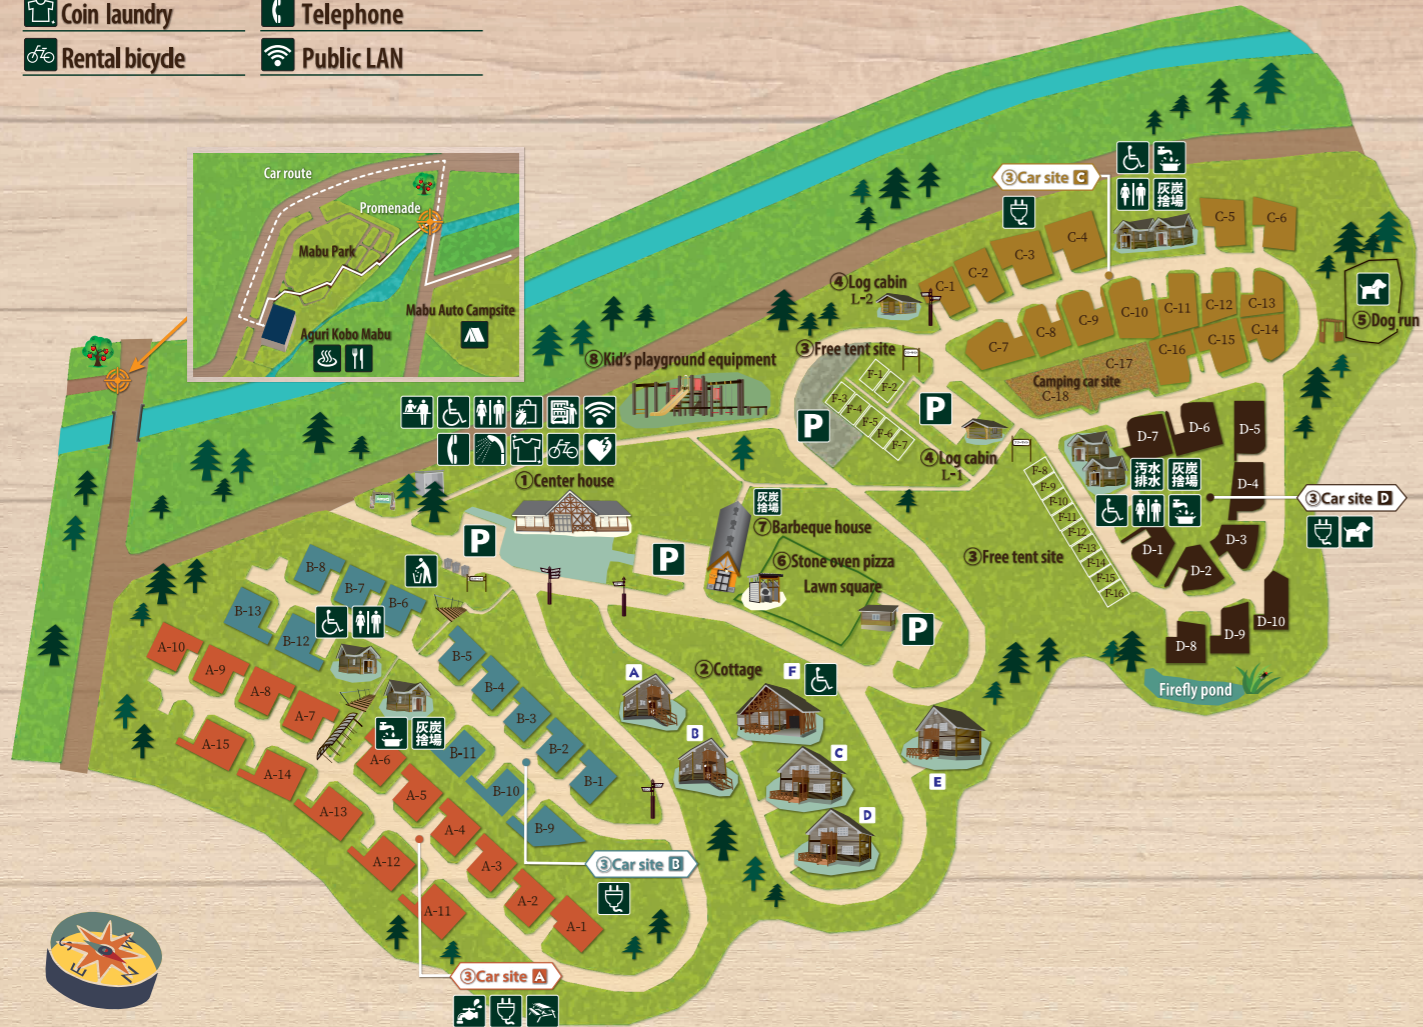 Coin laundry
Telephone
Rental bicycle
Public LAN
Car route
Promenade
Mabu Park
Mabu Auto Campsite
Aguri Kobo Mabu
③Car site C
灰炭
捨場
C-5
C-6
C-4
C-3
C-2
C-1
④Log cabin
L-2
C-10
C-11
C-12
C-13
C-9
C-8
C-7
C-14
C-15
C-16
C-17
Camping car site
C-18
⑤Dog run
⑧Kid's playground equipment
③Free tent site
F-1
F-2
F-3
F-4
F-5
F-6
F-7
P
P
④Log cabin
L-1
D-7
D-6
D-5
D-4
汚水
排水
灰炭
捨場
③Car site D
D-3
D-1
D-2
D-10
D-9
D-8
F-8
F-9
F-10
F-11
F-12
F-13
F-14
F-15
F-16
③Free tent site
Firefly pond
①Center house
P
P
灰炭
捨場
⑦Barbeque house
⑥Stone oven pizza
Lawn square
P
②Cottage
A
B
F
C
D
E
B-8
B-7
B-6
B-13
B-12
B-5
B-4
B-3
B-2
B-1
B-11
B-10
B-9
灰炭
捨場
A-10
A-9
A-8
A-7
A-15
A-14
A-13
A-12
A-11
A-6
A-5
A-4
A-3
A-2
A-1
③Car site B
③Car site A
S
W
E
N